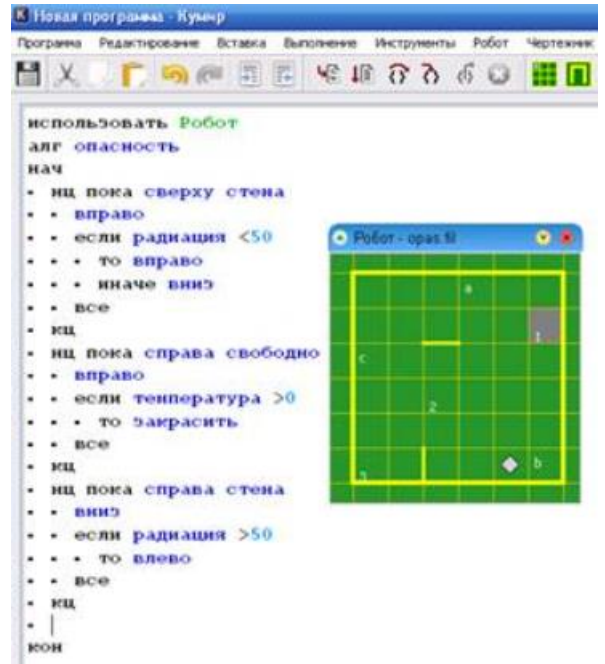 Новая программа - Кумир
Программа Редактирование Вставка Выполнение Инструменты Робот Чертежник
использовать Робот
алг опасность
нач
• нц пока сверху стена
• • вправо
• • если радиация <50
• • • то вправо
• • • иначе вниз
• • все
• кц
• нц пока справа свободно
• • вправо
• • если температура >0
• • • то закрасить
• • все
• кц
• нц пока справа стена
• • вниз
• • если радиация >50
• • • то влево
• • все
• кц
•
кон
Робот - opas.fil
a
1
c
2
b